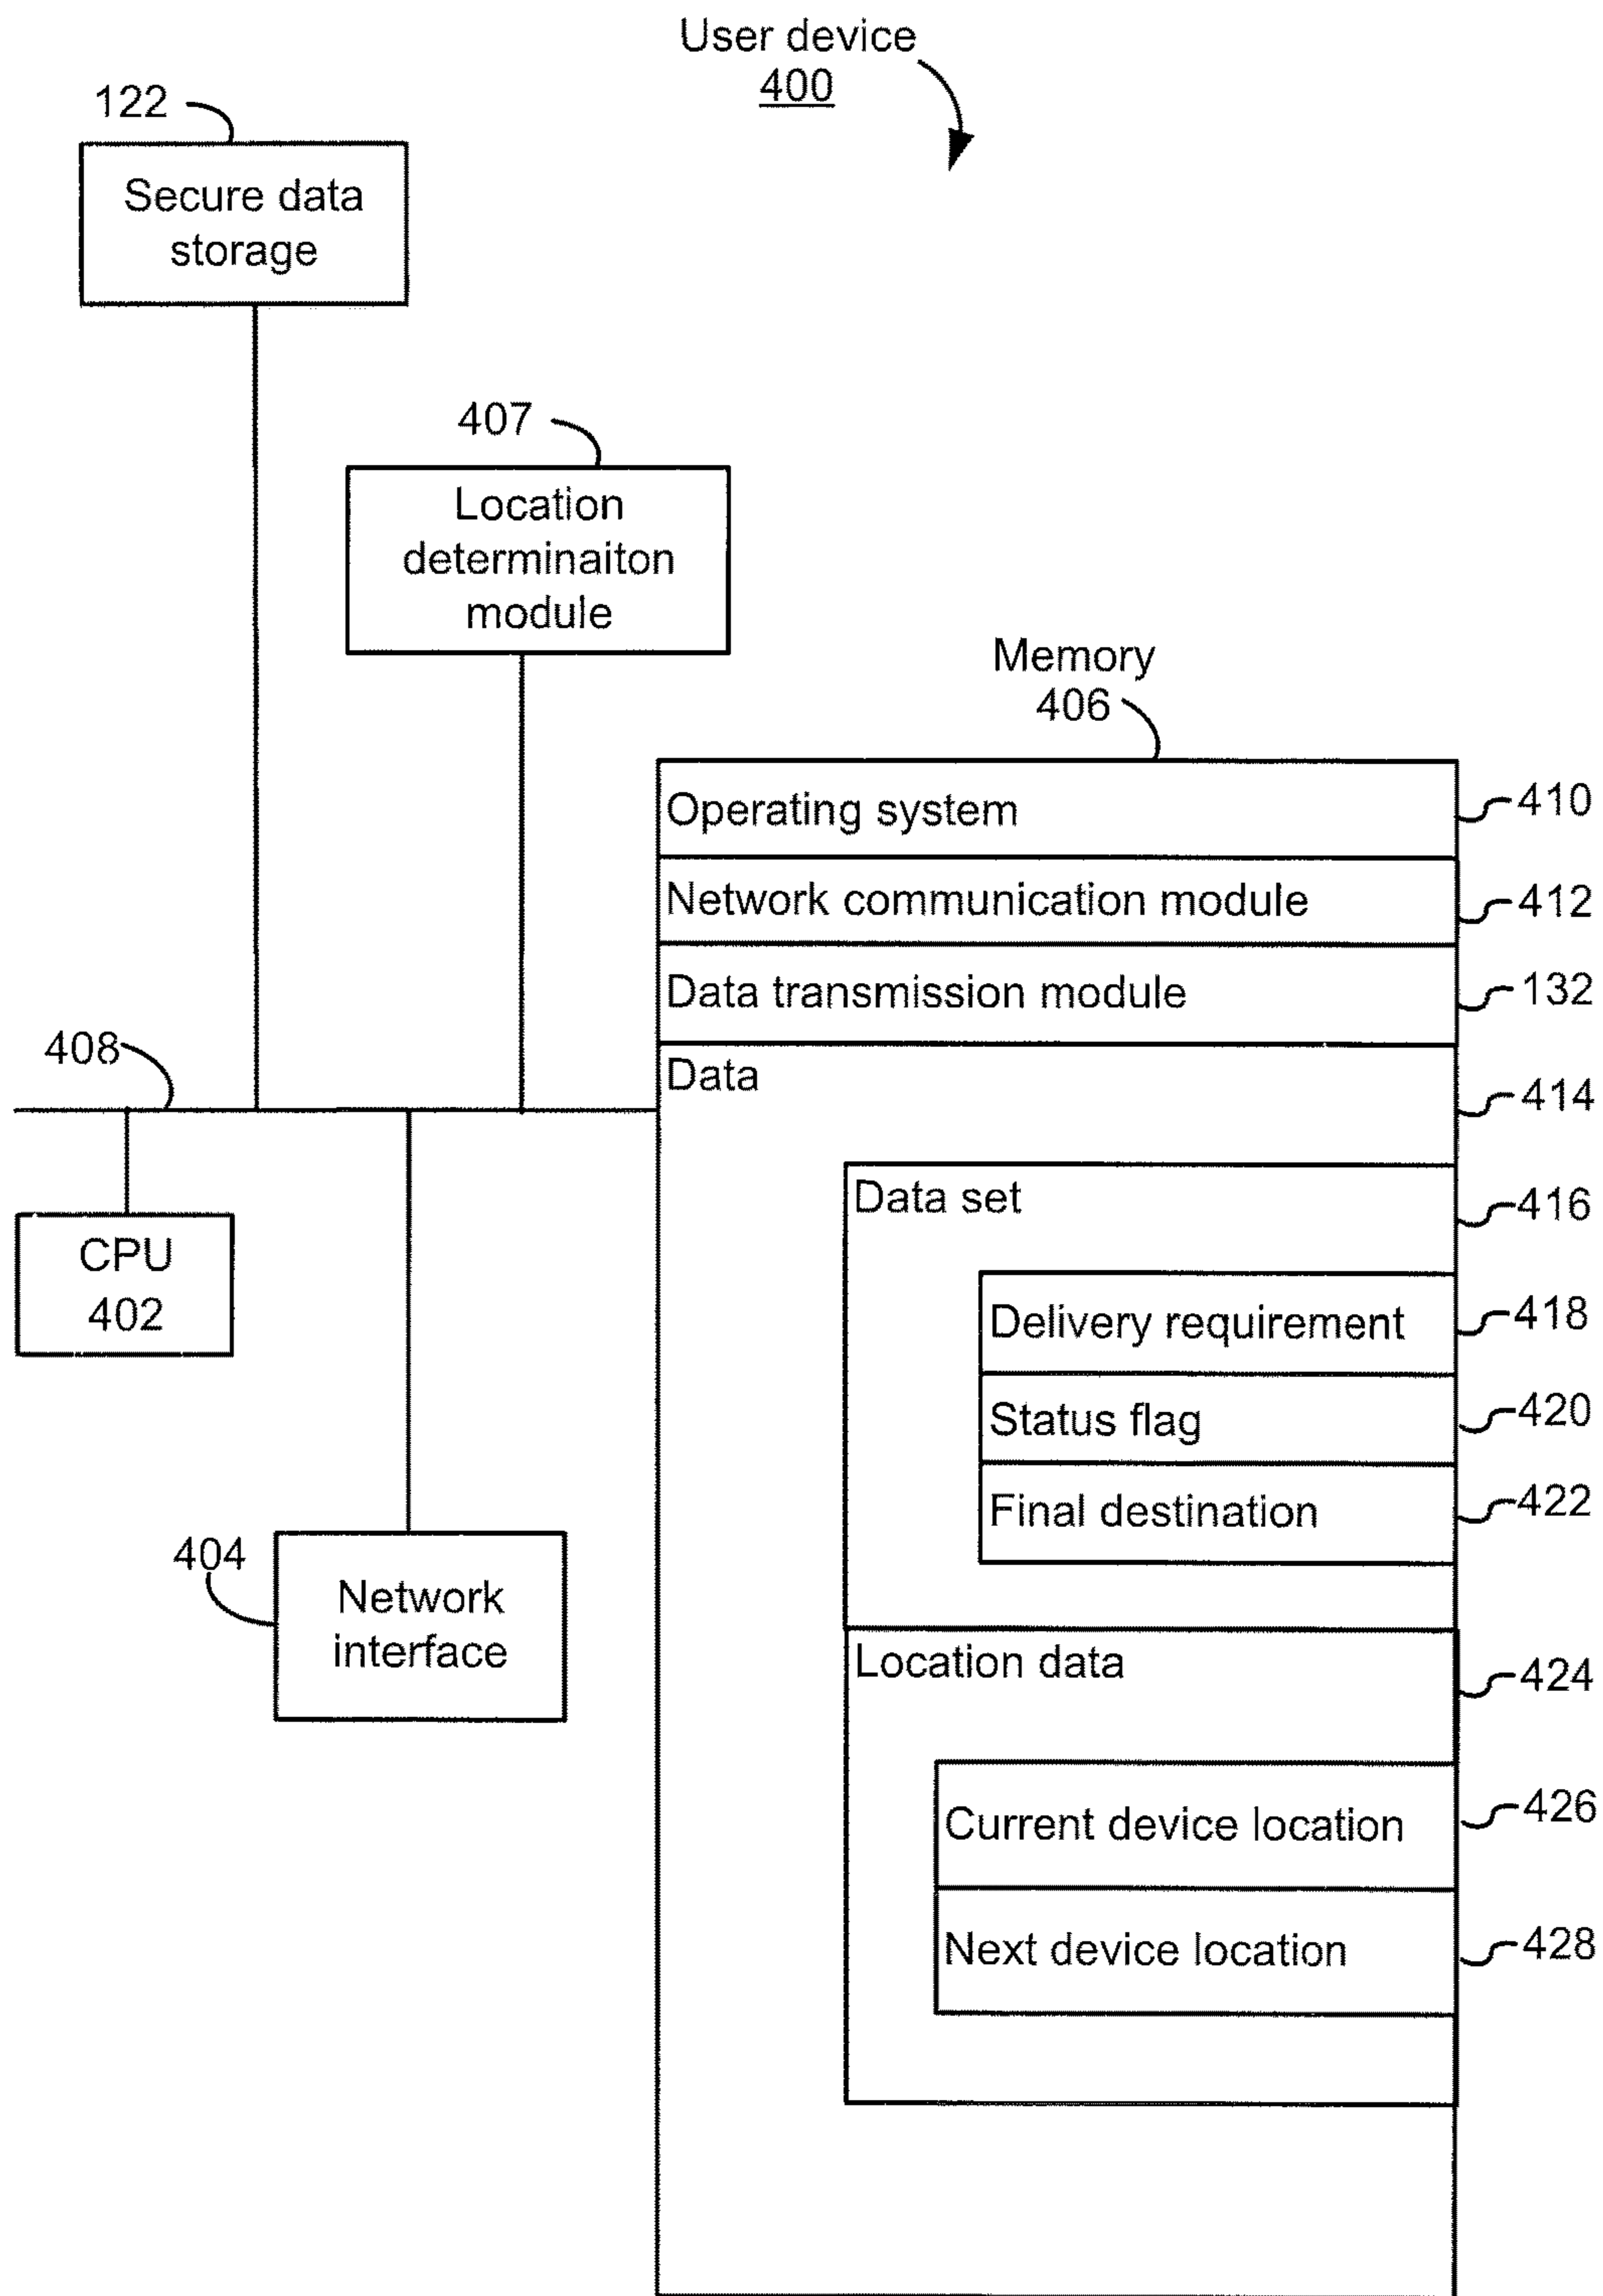 User device
400
122
Secure data
storage
407
Location
determinaiton
module
Memory
406
Operating system
410
Network communication module
412
Data transmission module
132
408
Data
414
Data set
416
CPU
402
Delivery requirement
418
Status flag
420
Final destination
422
404
Network
interface
Location data
424
Current device location
426
Next device location
428